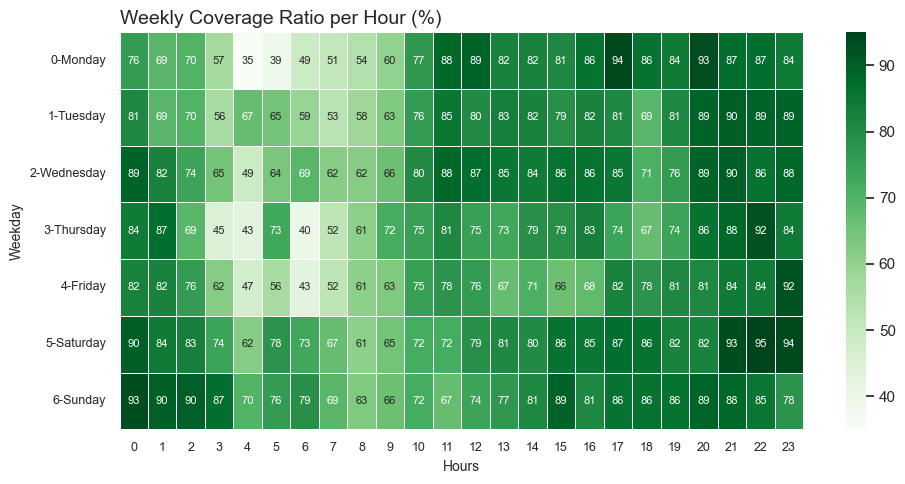 Weekly Coverage Ratio per Hour (%)
0-Monday 76 69 70 57 35 39 49 51 54 60 77 88 89 82 82 81 86 94 86 84 93 87 87 84
1-Tuesday 81 69 70 56 67 65 59 53 58 63 76 85 80 83 82 79 82 81 69 81 89 90 89 89
2-Wednesday 89 82 74 65 49 64 69 62 62 66 80 88 87 85 84 86 86 85 71 76 89 90 86 88
3-Thursday 84 87 69 45 43 73 40 52 61 72 75 81 75 73 79 79 83 74 67 74 86 88 92 84
4-Friday 82 82 76 62 47 56 43 52 61 63 75 78 76 67 71 66 68 82 78 81 81 84 84 92
5-Saturday 90 84 83 74 62 78 73 67 61 65 72 72 79 81 80 86 85 87 86 82 82 93 95 94
6-Sunday 93 90 90 87 70 76 79 69 63 66 72 67 74 77 81 89 81 86 86 86 89 88 85 78
0 1 2 3 4 5 6 7 8 9 10 11 12 13 14 15 16 17 18 19 20 21 22 23
Hours
Weekday
90
80
70
60
50
40